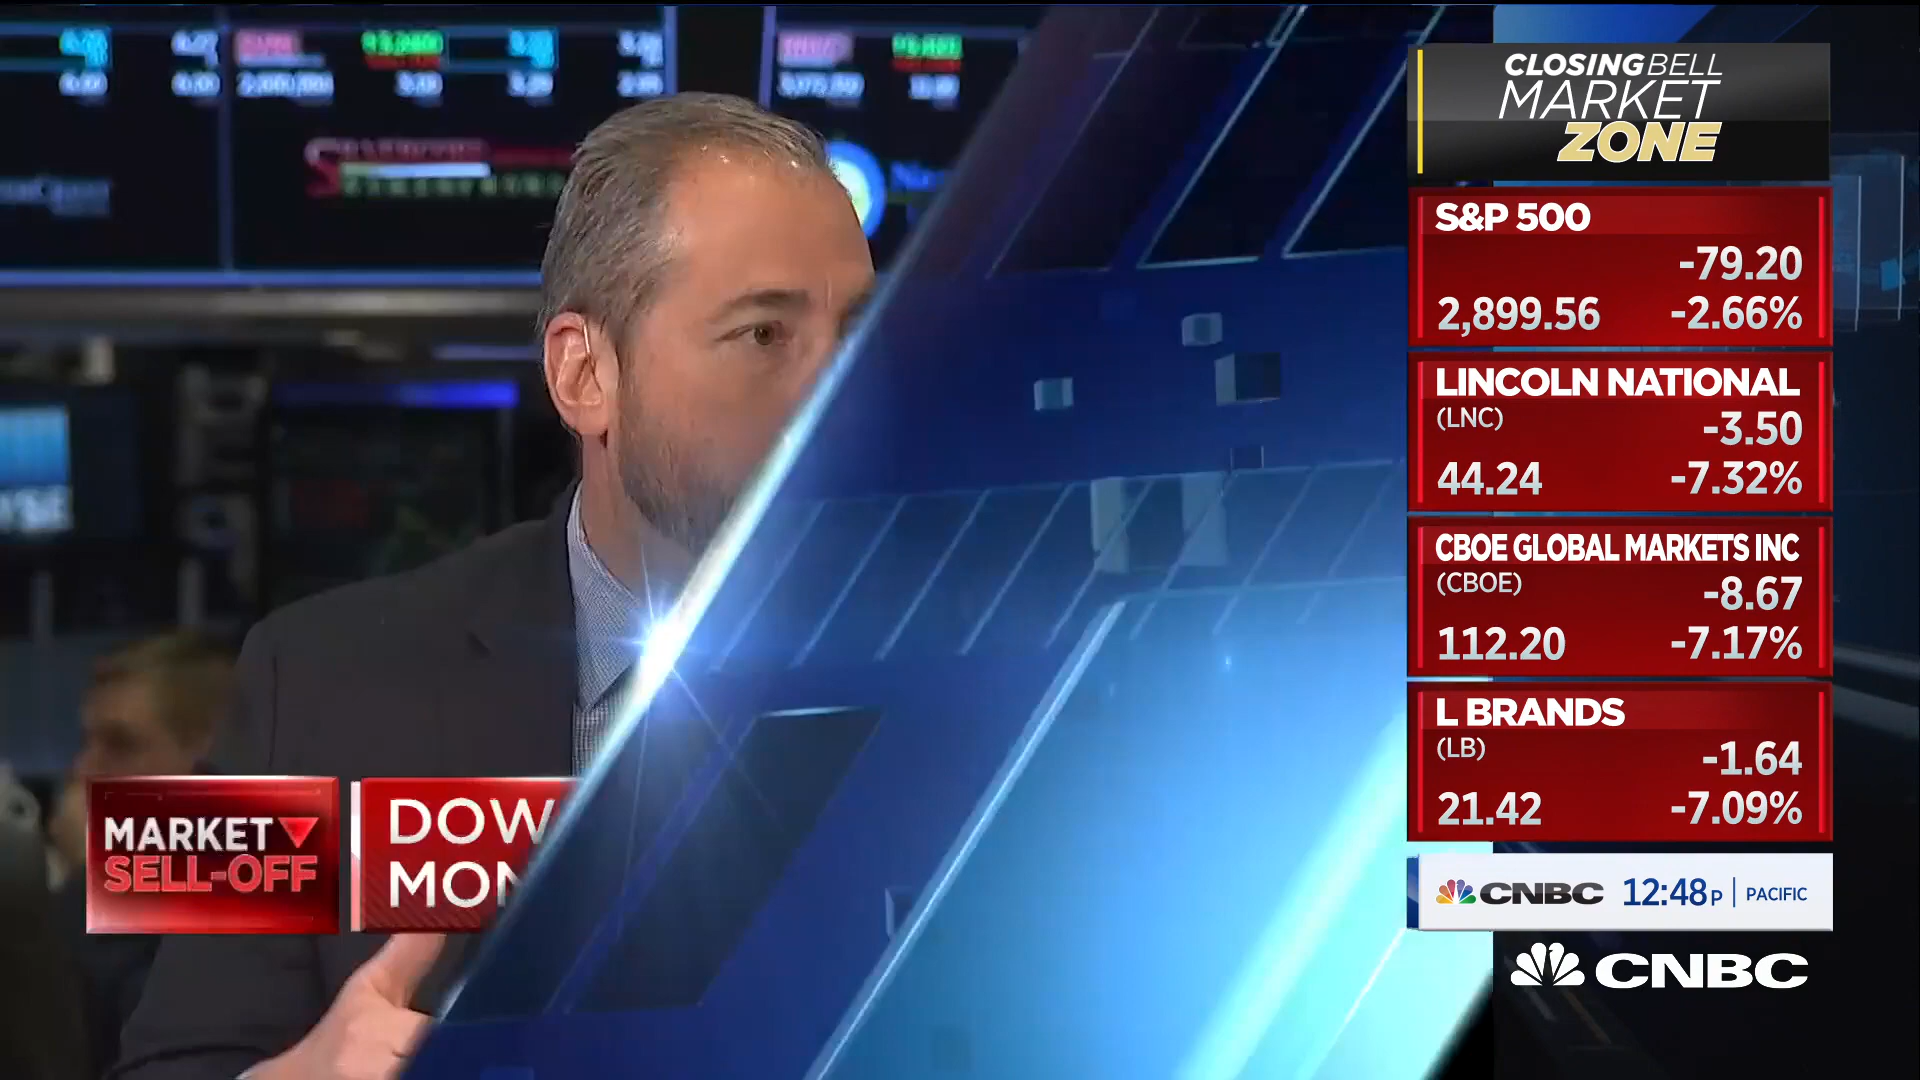 CLOSING BELL
MARKET
ZONE
S&P 500
-79.20
2,899.56 -2.66%
LINCOLN NATIONAL
(LNC) -3.50
44.24 -7.32%
CBOE GLOBAL MARKETS INC
(CBOE) -8.67
112.20 -7.17%
L BRANDS
(LB) -1.64
21.42 -7.09%
CNBC 12:48P PACIFIC
CNBC
MARKET
SELL-OFF
DOW
MON
NYSE